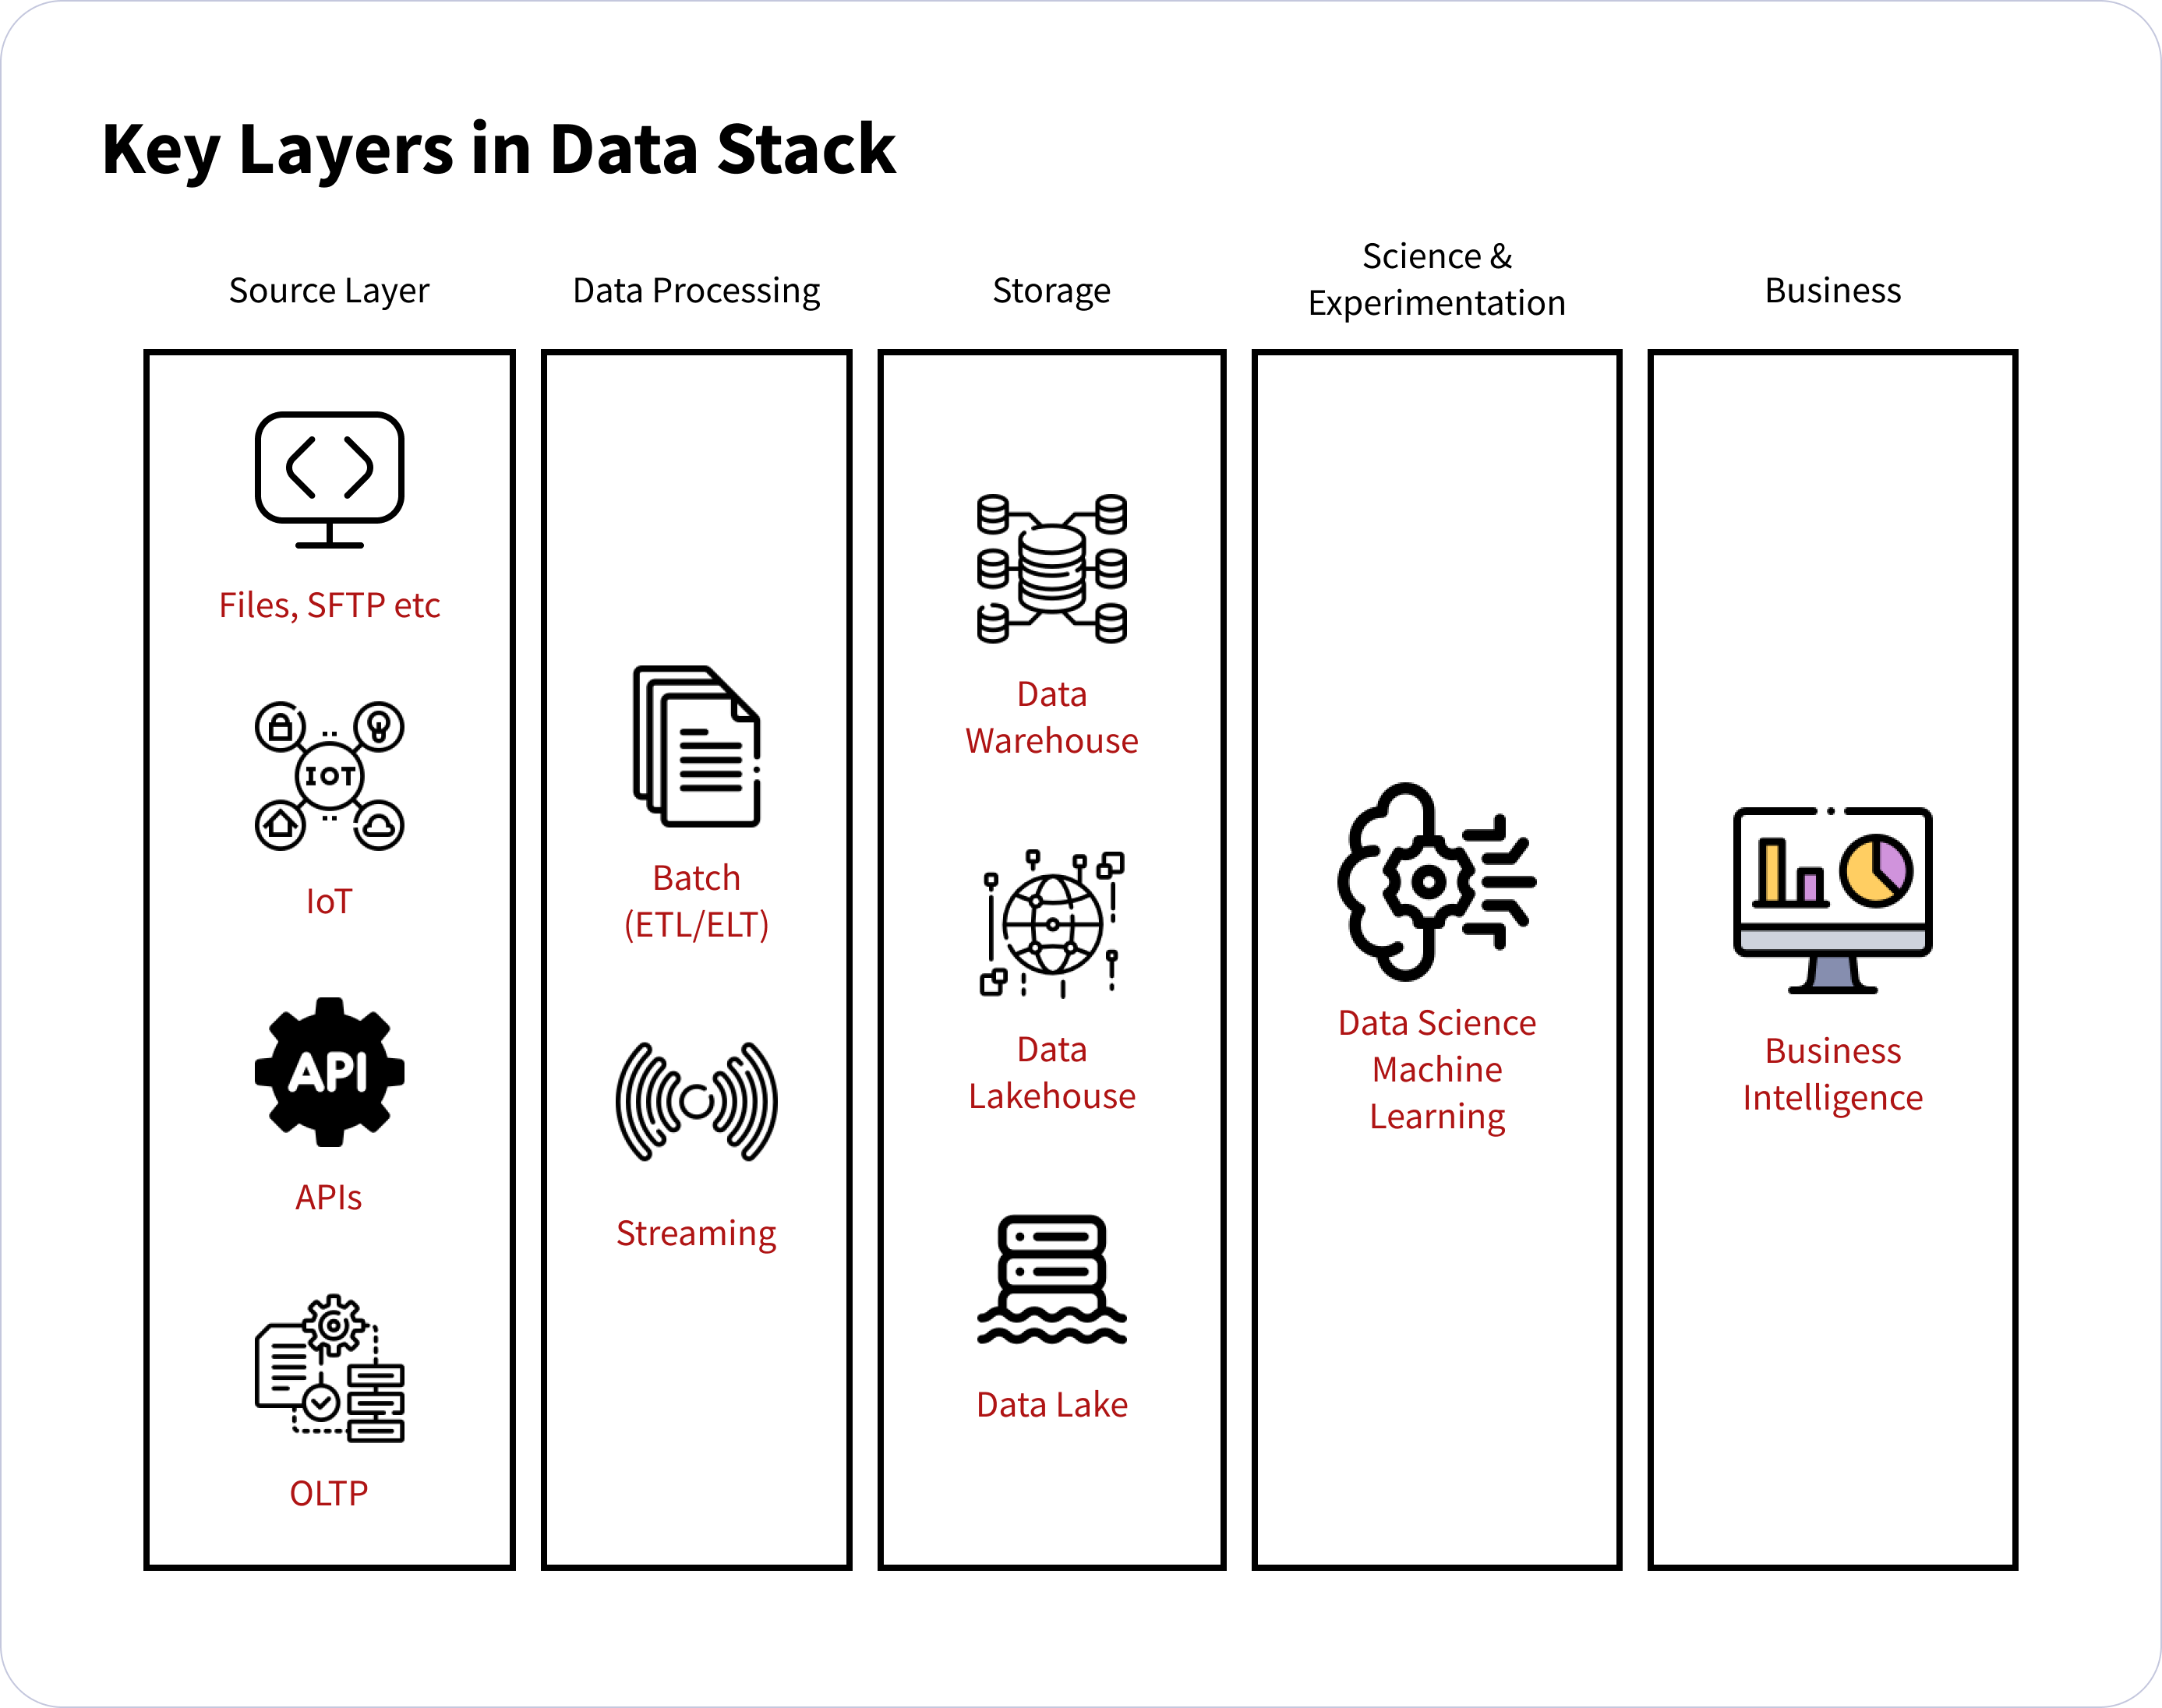 Key Layers in Data Stack
Source Layer
Data Processing
Storage
Science &
Experimentation
Business
Files, SFTP etc
IOT
IoT
API
APIs
OLTP
Batch
(ETL/ELT)
Streaming
Data
Warehouse
Data
Lakehouse
Data Lake
Data Science
Machine
Learning
Business
Intelligence